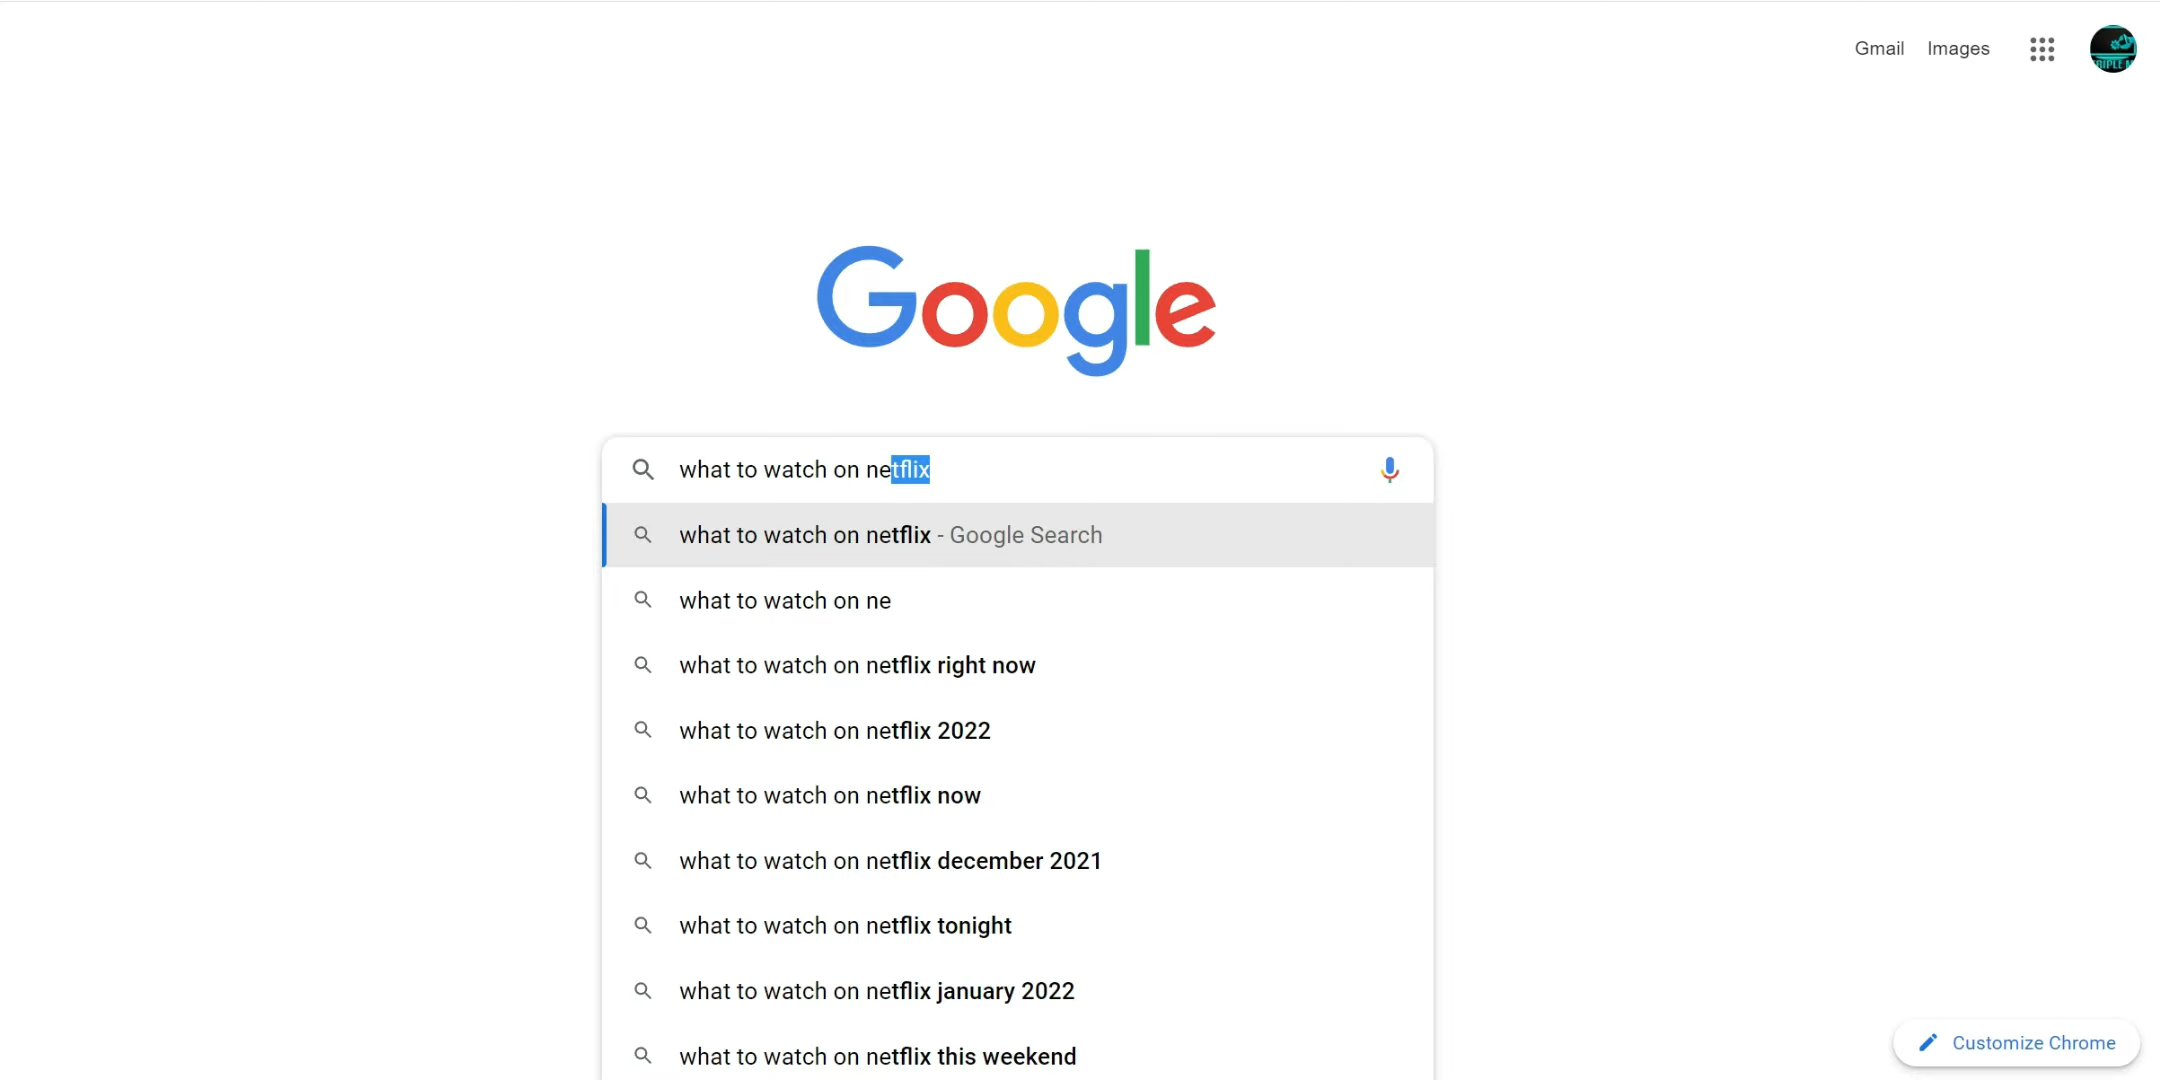 Gmail Images
Google
what to watch on netflix
what to watch on netflix - Google Search
what to watch on ne
what to watch on netflix right now
what to watch on netflix 2022
what to watch on netflix now
what to watch on netflix december 2021
what to watch on netflix tonight
what to watch on netflix january 2022
what to watch on netflix this weekend
Customize Chrome